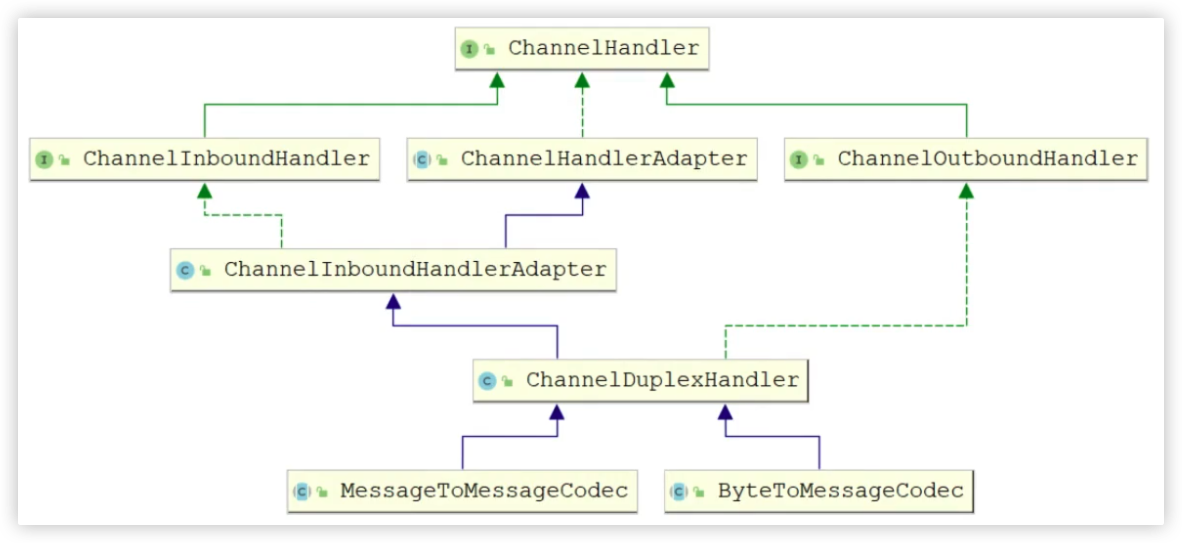 I ChannelHandler
I ChannelInboundHandler
C ChannelHandlerAdapter
I ChannelOutboundHandler
C ChannelInboundHandlerAdapter
C ChannelDuplexHandler
C MessageToMessageCodec
C ByteToMessageCodec